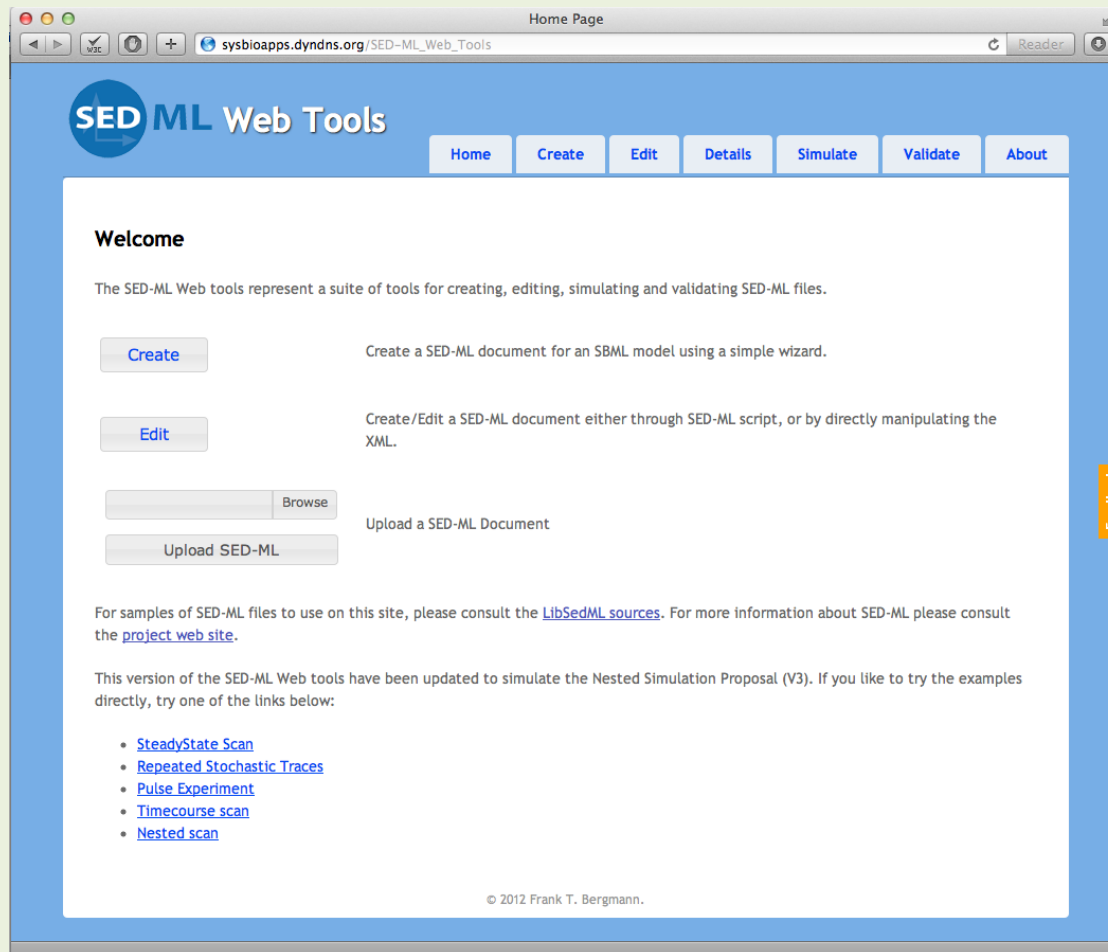 Home Page
W3C
sysbioapps.dyndns.org/SED-ML_Web_Tools
Reader
SED ML Web Tools
Home Create Edit Details Simulate Validate About
Welcome
The SED-ML Web tools represent a suite of tools for creating, editing, simulating and validating SED-ML files.
Create
Create a SED-ML document for an SBML model using a simple wizard.
Edit
Create/Edit a SED-ML document either through SED-ML script, or by directly manipulating the
XML.
Browse
Upload SED-ML
Upload a SED-ML Document
For samples of SED-ML files to use on this site, please consult the LibSedML sources. For more information about SED-ML please consult
the project web site.
This version of the SED-ML Web tools have been updated to simulate the Nested Simulation Proposal (V3). If you like to try the examples
directly, try one of the links below:
• SteadyState Scan
• Repeated Stochastic Traces
• Pulse Experiment
• Timecourse scan
• Nested scan
© 2012 Frank T. Bergmann.